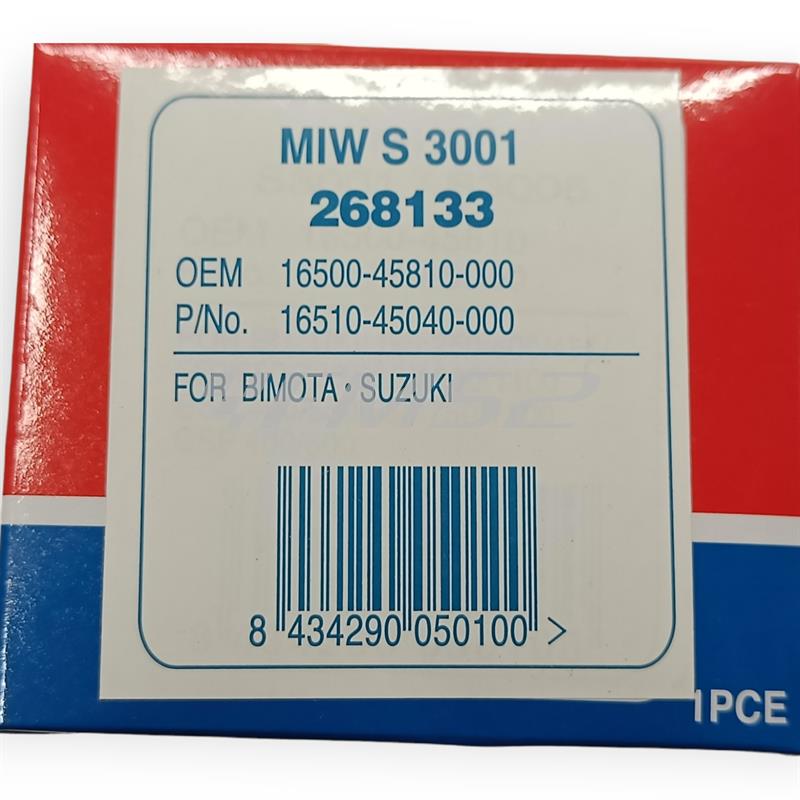 MIW S 3001
268133
OEM 16500-45810-000
P/No. 16510-45040-000
FOR BIMOTA · SUZUKI
8 434290 050100 >
1PCE